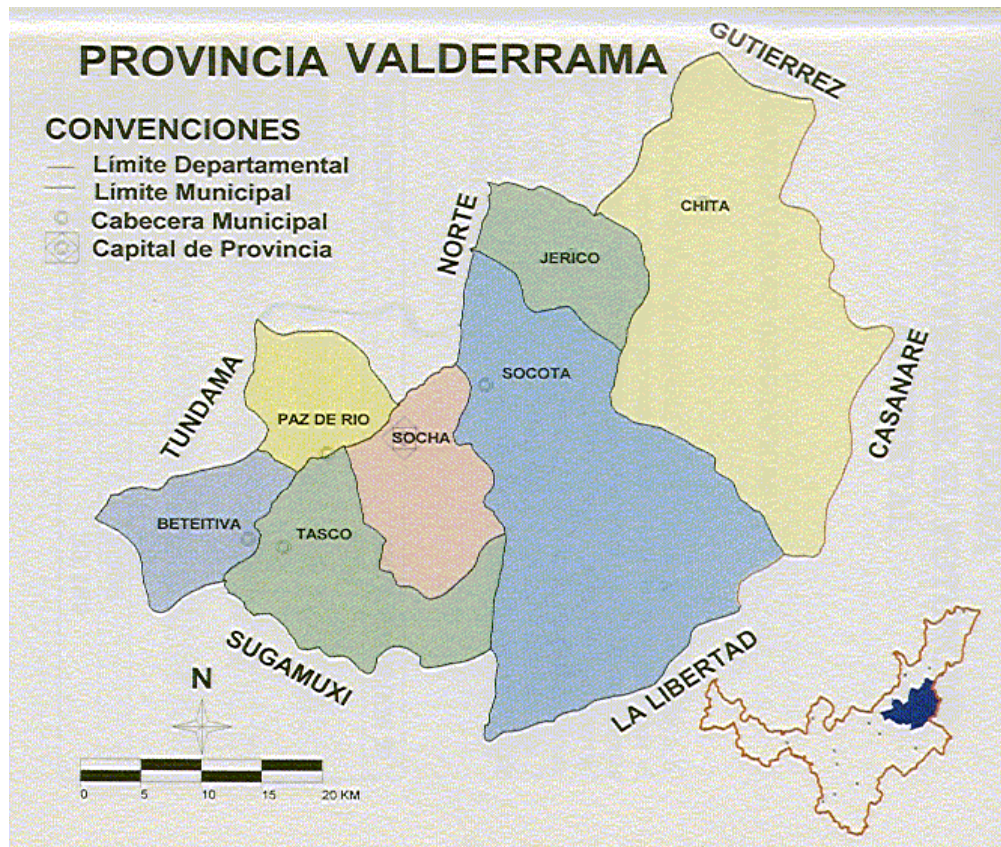 PROVINCIA VALDERRAMA
GUTIERREZ
CONVENCIONES
Límite Departamental
Límite Municipal
Cabecera Municipal
Capital de Provincia
NORTE
CHITA
JERICO
TUNDAMA
SOCOTA
CASANARE
PAZ DE RIO
SOCHA
BETEITIVA
TASCO
SUGAMUXI
LA LIBERTAD
N
0 5 10 15 20 KM